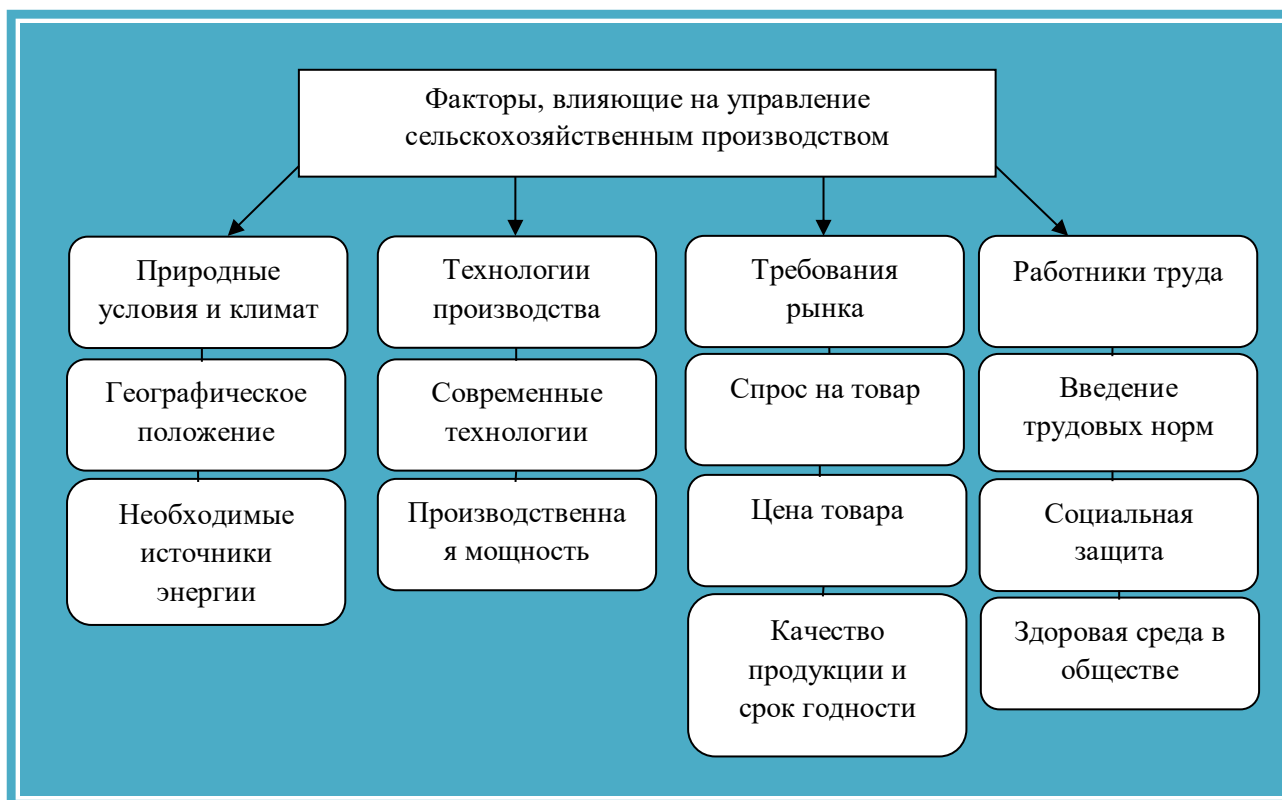 Факторы, влияющие на управление
сельскохозяйственным производством
Природные
условия и климат
Географическое
положение
Необходимые
источники
энергии
Технологии
производства
Современные
технологии
Производственна
я мощность
Требования
рынка
Спрос на товар
Цена товара
Качество
продукции и
срок годности
Работники труда
Введение
трудовых норм
Социальная
защита
Здоровая среда в
обществе